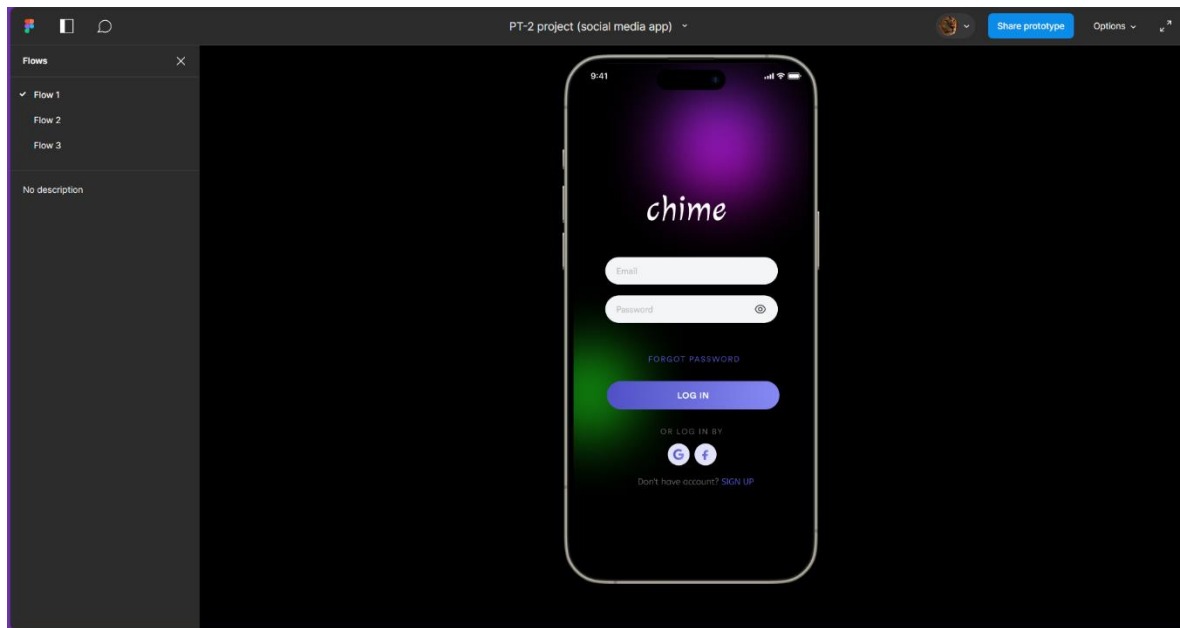 PT-2 project (social media app)
Share prototype
Options
Flows
Flow 1
Flow 2
Flow 3
No description
9:41
chime
Email
Password
FORGOT PASSWORD
LOG IN
OR LOG IN BY
G f
Don't have account? SIGN UP